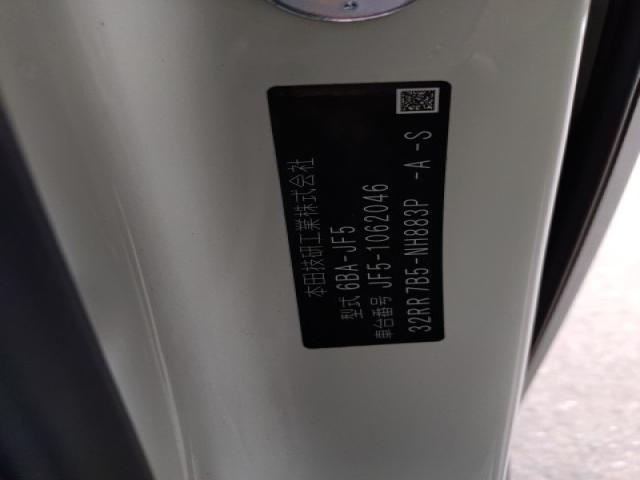 本田技研工業株式会社
型式 6BA-JF5
車台番号 JF5-1062046
32RR7B5-NH883P -A -S